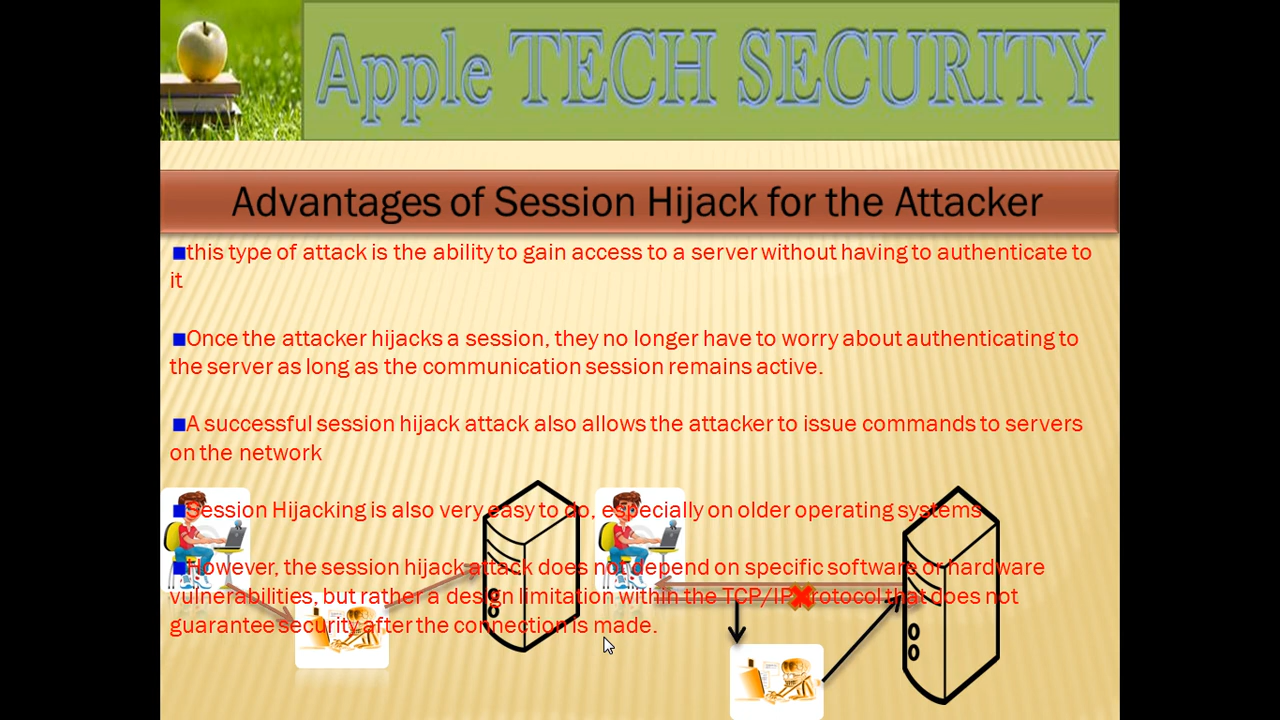 Apple TECH SECURITY
Advantages of Session Hijack for the Attacker
this type of attack is the ability to gain access to a server without having to authenticate to
it
Once the attacker hijacks a session, they no longer have to worry about authenticating to
the server as long as the communication session remains active.
A successful session hijack attack also allows the attacker to issue commands to servers
on the network
Session Hijacking is also very easy to do, especially on older operating systems
However, the session hijack attack does not depend on specific software or hardware
vulnerabilities, but rather a design limitation within the TCP/IP Protocol that does not
guarantee security after the connection is made.